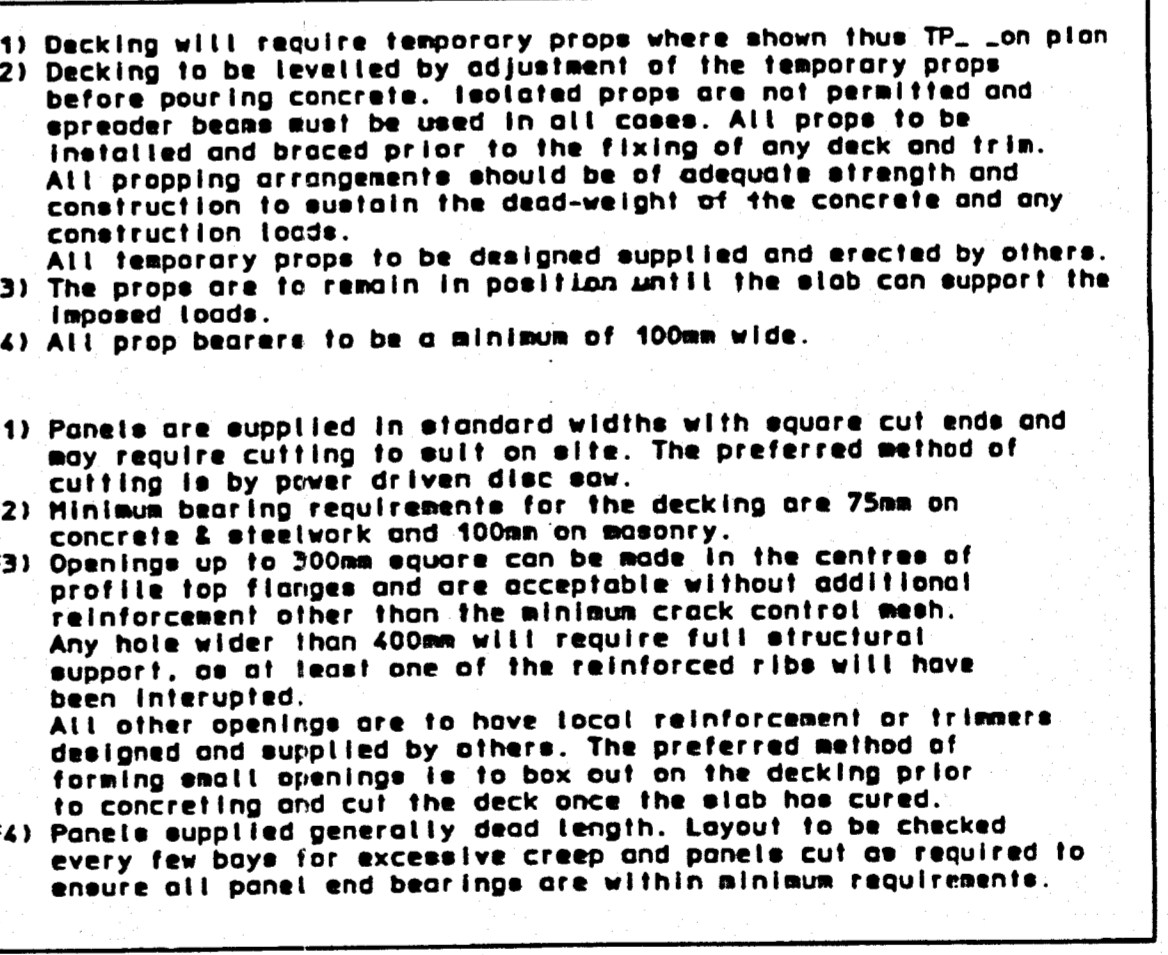 1) Decking will require temporary props where shown thus TP_ _on plan
2) Decking to be levelled by adjustment of the temporary props
before pouring concrete. Isolated props are not permitted and
spreader beams must be used in all cases. All props to be
installed and braced prior to the fixing of any deck and trim.
All propping arrangements should be of adequate strength and
construction to sustain the dead-weight of the concrete and any
construction loads.
All temporary props to be designed supplied and erected by others.
3) The props are to remain in position until the slab can support the
imposed loads.
4) All prop bearers to be a minimum of 100mm wide.
1) Panels are supplied in standard widths with square cut ends and
may require cutting to suit on site. The preferred method of
cutting is by power driven disc saw.
2) Minimum bearing requirements for the decking are 75mm on
concrete & steelwork and 100mm on masonry.
3) Openings up to 300mm square can be made in the centres of
profile top flanges and are acceptable without additional
reinforcement other than the minimum crack control mesh.
Any hole wider than 400mm will require full structural
support, as at least one of the reinforced ribs will have
been interupted.
All other openings are to have local reinforcement or trimmers
designed and supplied by others. The preferred method of
forming small openings is to box out on the decking prior
to concreting and cut the deck once the slab has cured.
4) Panels supplied generally dead length. Layout to be checked
every few bays for excessive creep and panels cut as required to
ensure all panel end bearings are within minimum requirements.